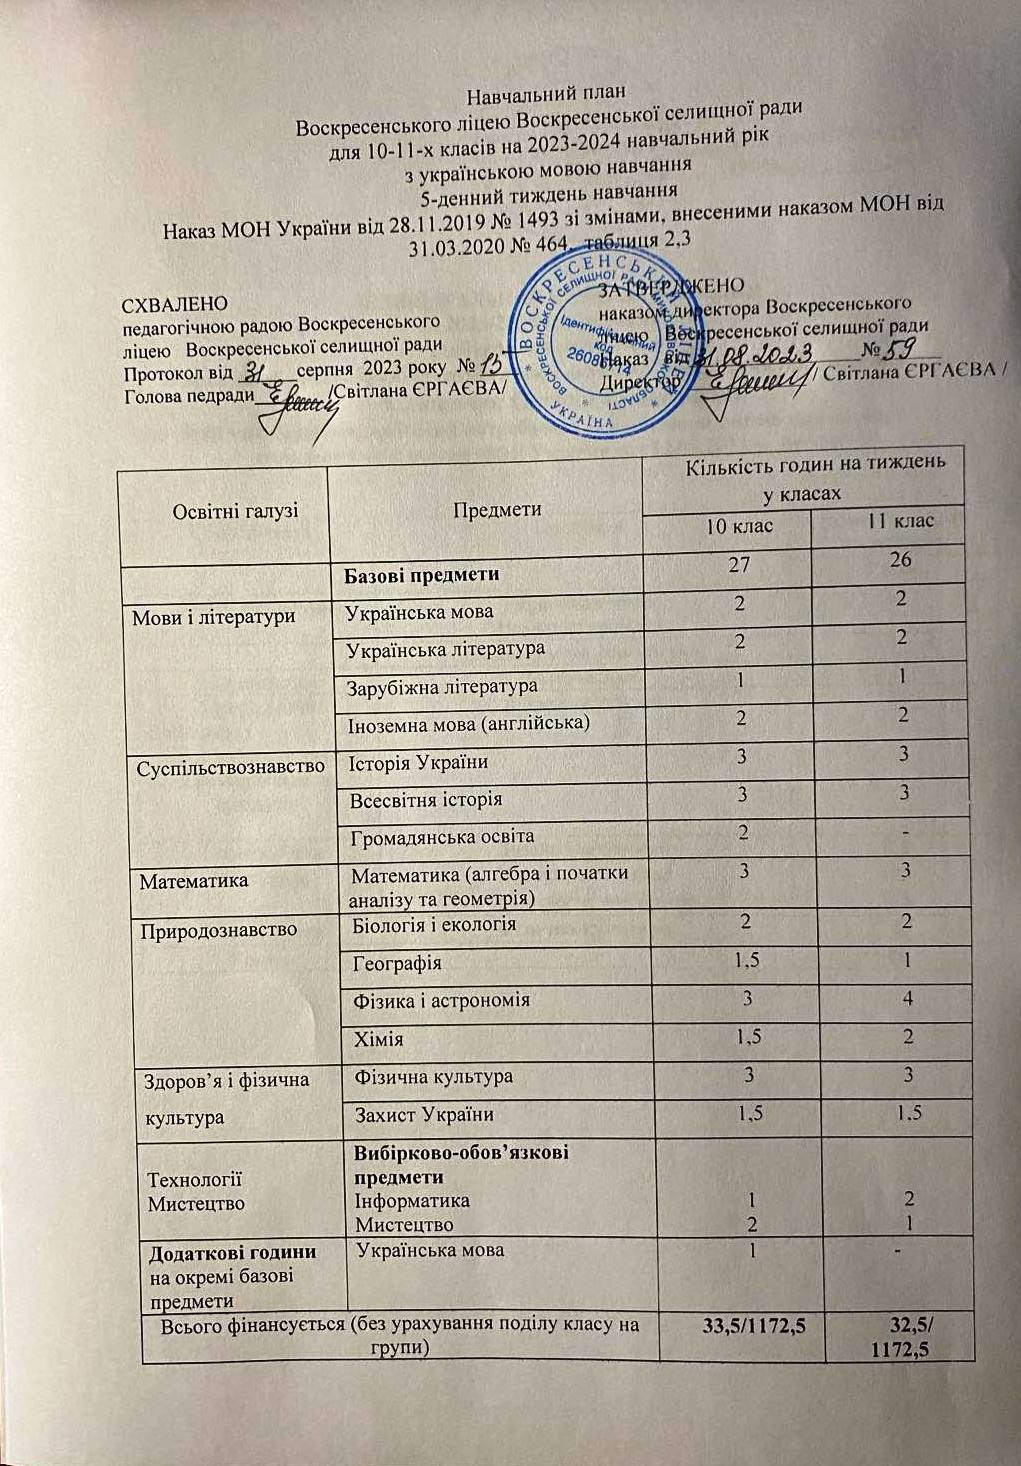 Навчальний план
Воскресенського ліцею Воскресенської селищної ради
для 10-11-х класів на 2023-2024 навчальний рік
з українською мовою навчання
5-денний тиждень навчання
Наказ МОН України від 28.11.2019 № 1493 зі змінами, внесеними наказом МОН від
31.03.2020 № 464, таблиця 2,3
СХВАЛЕНО
педагогічною радою Воскресенського
ліцею Воскресенської селищної ради
Протокол від 31 серпня 2023 року № 13
Голова педради /Світлана ЄРГАЄВА/
ЗАТВЕРДЖЕНО
наказом директора Воскресенського
ліцею Воскресенської селищної ради
Наказ від 31.08.2023 № 59
Директор / Світлана ЄРГАЄВА /
ВОСКРЕСЕНСЬКИЙ ЛІЦЕЙ
ВОСКРЕСЕНСЬКОЇ СЕЛИЩНОЇ РАДИ ОБЛАСТІ
Ідентифікаційний
код
УКРАЇНА
Освітні галузі Предмети Кількість годин на тиждень
у класах
10 клас 11 клас
Базові предмети 27 26
Мови і літератури Українська мова 2 2
Українська література 2 2
Зарубіжна література 1 1
Іноземна мова (англійська) 2 2
Суспільствознавство Історія України 3 3
Всесвітня історія 3 3
Громадянська освіта 2 -
Математика Математика (алгебра і початки 3 3
аналізу та геометрія)
Природознавство Біологія і екологія 2 2
Географія 1,5 1
Фізика і астрономія 3 4
Хімія 1,5 2
Здоров’я і фізична Фізична культура 3 3
культура Захист України 1,5 1,5
Вибірково-обов’язкові
Технології предмети
Мистецтво Інформатика 1 2
Мистецтво 2 1
Додаткові години Українська мова 1 -
на окремі базові
предмети
Всього фінансується (без урахування поділу класу на 33,5/1172,5 32,5/
групи) 1172,5